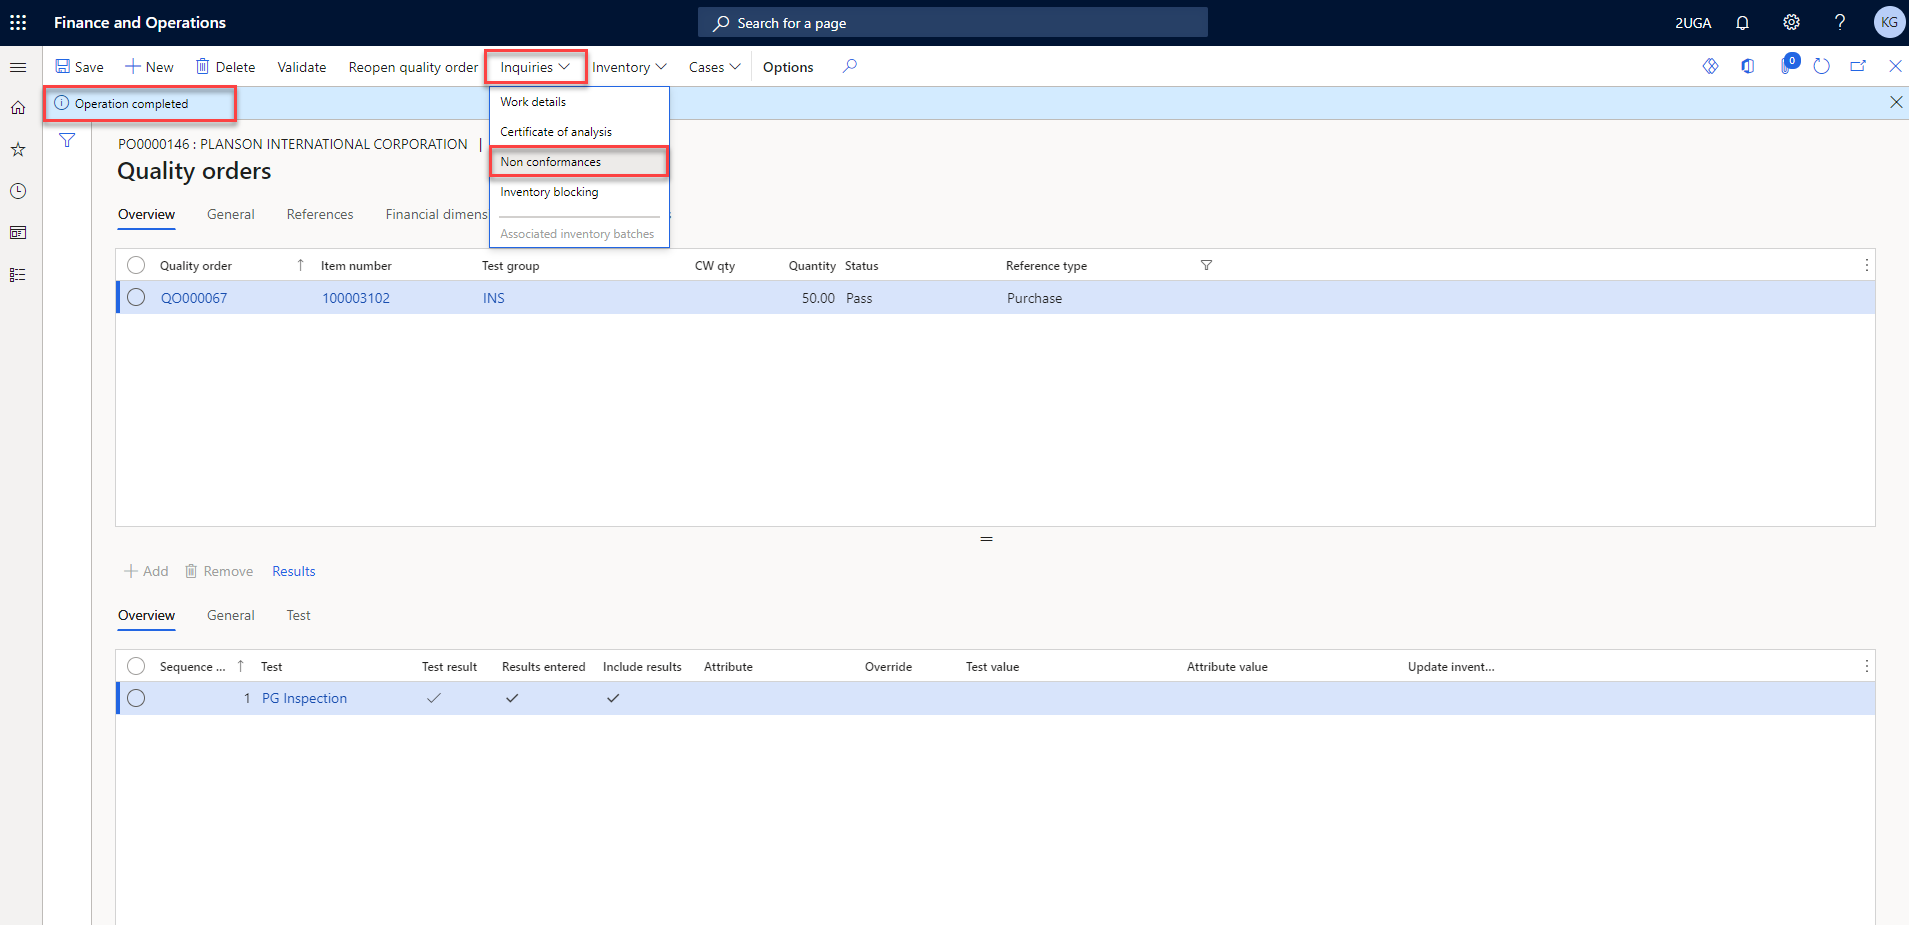 Finance and Operations
Search for a page
2UGA
?
KG
Save
New
Delete
Validate
Reopen quality order
Inquiries
Inventory
Cases
Options
0
Operation completed
Work details
Certificate of analysis
Non conformances
Inventory blocking
Associated inventory batches
PO0000146 : PLANSON INTERNATIONAL CORPORATION |
Quality orders
Overview
General
References
Financial dimens
Quality order
Item number
Test group
CW qty
Quantity
Status
Reference type
QO000067
100003102
INS
50.00
Pass
Purchase
Add
Remove
Results
Overview
General
Test
Sequence ...
Test
Test result
Results entered
Include results
Attribute
Override
Test value
Attribute value
Update invent...
1
PG Inspection